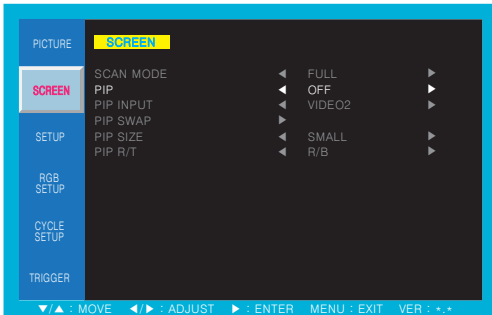 PICTURE
SCREEN
SETUP
RGB
SETUP
CYCLE
SETUP
TRIGGER
SCREEN
SCAN MODE ◀ FULL ▶
PIP ◀ OFF ▶
PIP INPUT ◀ VIDEO2 ▶
PIP SWAP ▶
PIP SIZE ◀ SMALL ▶
PIP R/T ◀ R/B ▶
▼/▲ : MOVE ◀/▶ : ADJUST ▶ : ENTER MENU : EXIT VER : *.*